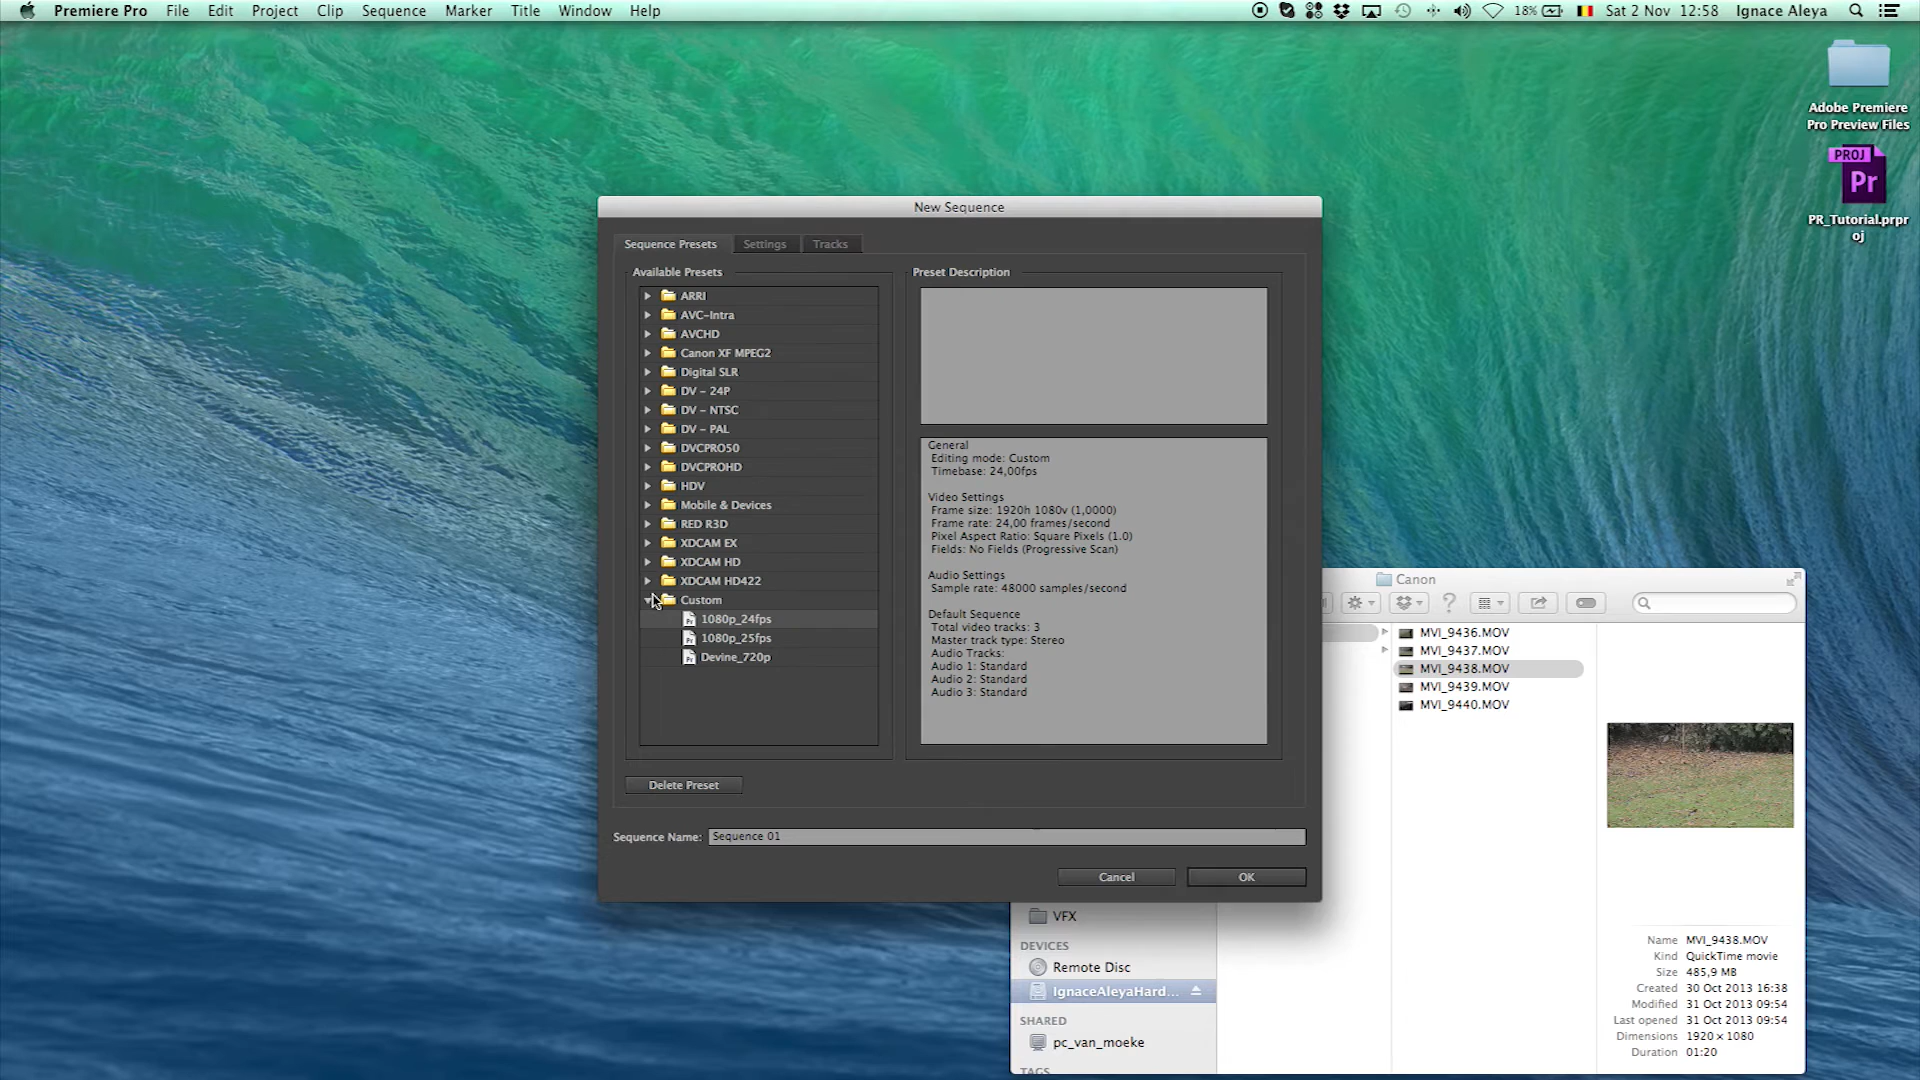 Premiere Pro File Edit Project Clip Sequence Marker Title Window Help
18% Sat 2 Nov 12:58 Ignace Aleya
Adobe Premiere
Pro Preview Files
PROJ
Pr
PR_Tutorial.prpr
oj
New Sequence
Sequence Presets Settings Tracks
Available Presets
ARRI
AVC-Intra
AVCHD
Canon XF MPEG2
Digital SLR
DV - 24P
DV - NTSC
DV - PAL
DVCPRO50
DVCPROHD
HDV
Mobile & Devices
RED R3D
XDCAM EX
XDCAM HD
XDCAM HD422
Custom
1080p_24fps
1080p_25fps
Devine_720p
Delete Preset
Preset Description
General
Editing mode: Custom
Timebase: 24,00fps
Video Settings
Frame size: 1920h 1080v (1,0000)
Frame rate: 24,00 frames/second
Pixel Aspect Ratio: Square Pixels (1.0)
Fields: No Fields (Progressive Scan)
Audio Settings
Sample rate: 48000 samples/second
Default Sequence
Total video tracks: 3
Master track type: Stereo
Audio Tracks:
Audio 1: Standard
Audio 2: Standard
Audio 3: Standard
Sequence Name: Sequence 01
Cancel OK
Canon
MVI_9436.MOV
MVI_9437.MOV
MVI_9438.MOV
MVI_9439.MOV
MVI_9440.MOV
VFX
DEVICES
Remote Disc
IgnaceAleyaHard...
SHARED
pc_van_moeke
TAGS
Name MVI_9438.MOV
Kind QuickTime movie
Size 485,9 MB
Created 30 Oct 2013 16:38
Modified 31 Oct 2013 09:54
Last opened 31 Oct 2013 09:54
Dimensions 1920 × 1080
Duration 01:20